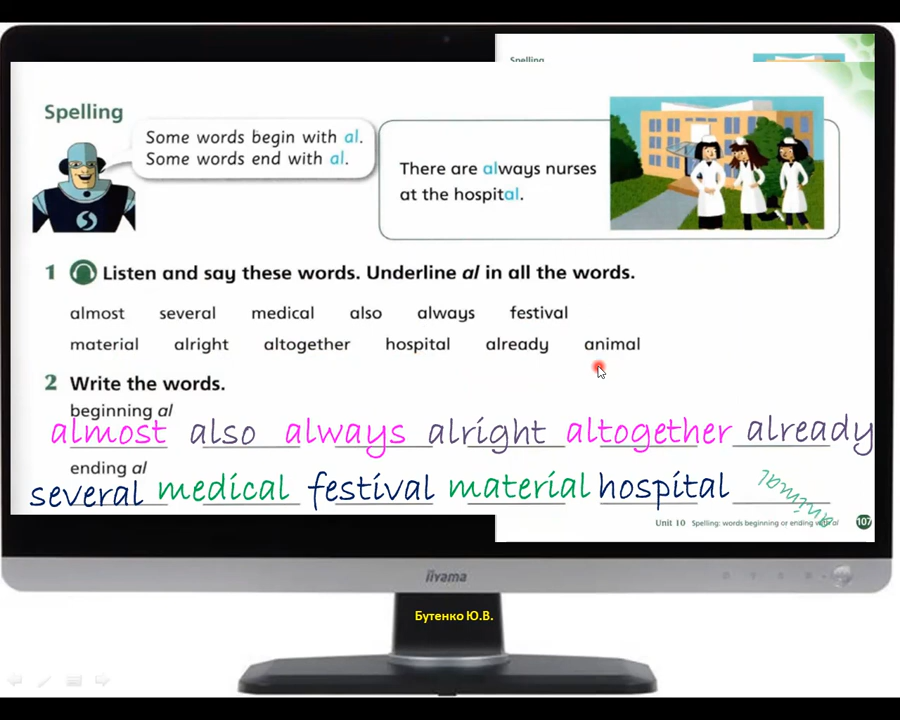 Spelling
Spelling
Some words begin with al.
Some words end with al.
There are always nurses
at the hospital.
1 Listen and say these words. Underline al in all the words.
almost several medical also always festival
material alright altogether hospital already animal
2 Write the words.
beginning al
almost also always alright altogether already
ending al
several medical festival material hospital animal
Unit 10 Spelling: words beginning or ending with al 107
iiyama
Бутенко Ю.В.